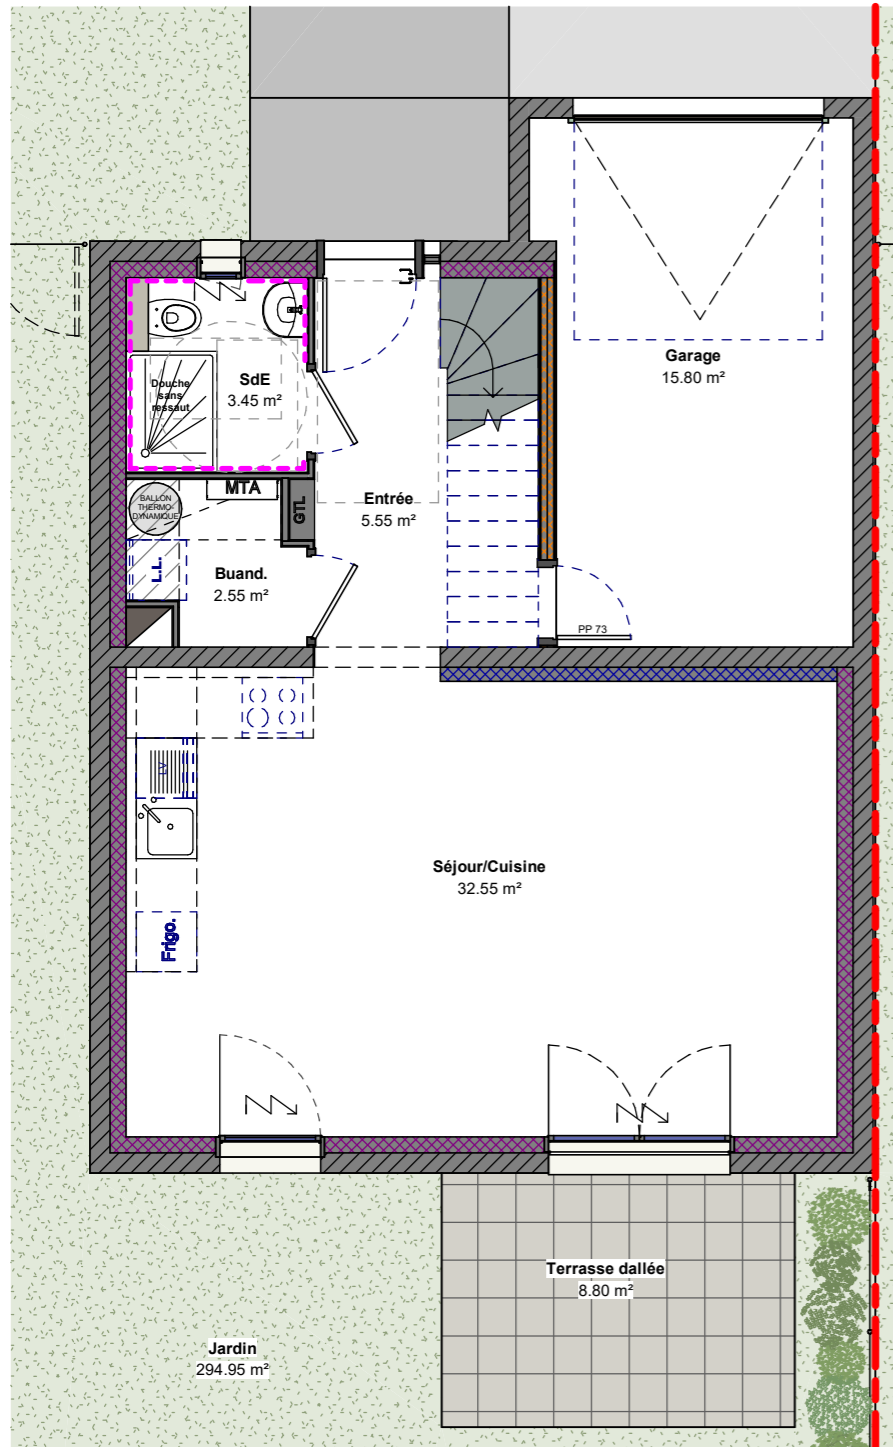 Garage
15.80 m²
SdE
3.45 m²
Douche
sans
ressaut
MTA
BALLON
THERMO-
DYNAMIQUE
GTL
Entrée
5.55 m²
L.L.
Buand.
2.55 m²
PP 73
LV
Séjour/Cuisine
32.55 m²
Frigo.
Terrasse dallée
8.80 m²
Jardin
294.95 m²